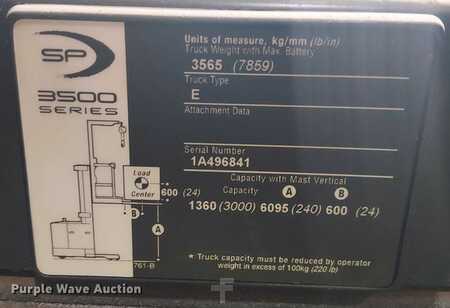 SP
3500
SERIES
Units of measure, kg/mm (lb/in)
Truck Weight with Max. Battery
3565 (7859)
Truck Type
E
Attachment Data
Serial Number
1A496841
Capacity with Mast Vertical
Capacity A B
1360 (3000) 6095 (240) 600 (24)
Load
Center
600 (24)
B
A
761-B
* Truck capacity must be reduced by operator
weight in excess of 100kg (220 lb)
Purple Wave Auction